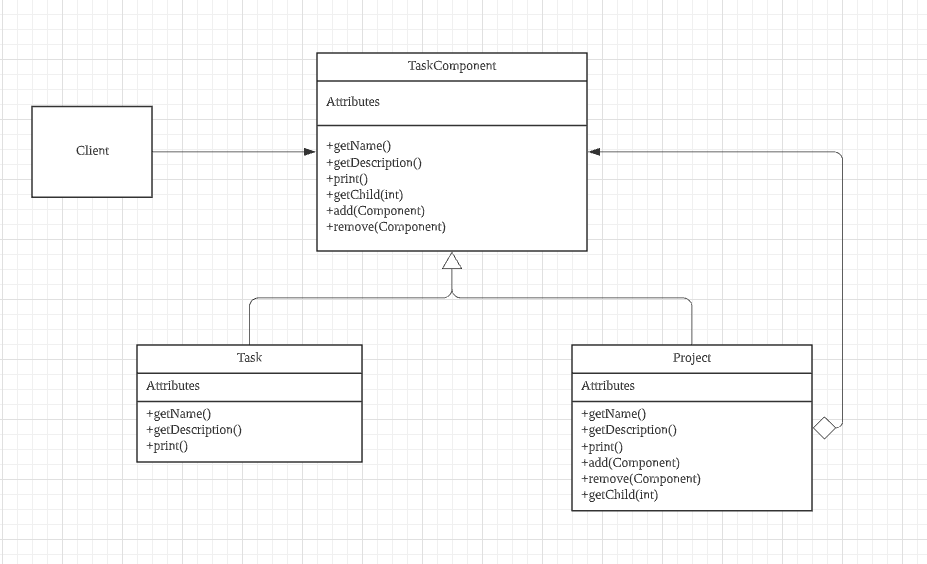 TaskComponent
Attributes
+getName()
+getDescription()
+print()
+getChild(int)
+add(Component)
+remove(Component)
Client
Task
Attributes
+getName()
+getDescription()
+print()
Project
Attributes
+getName()
+getDescription()
+print()
+add(Component)
+remove(Component)
+getChild(int)